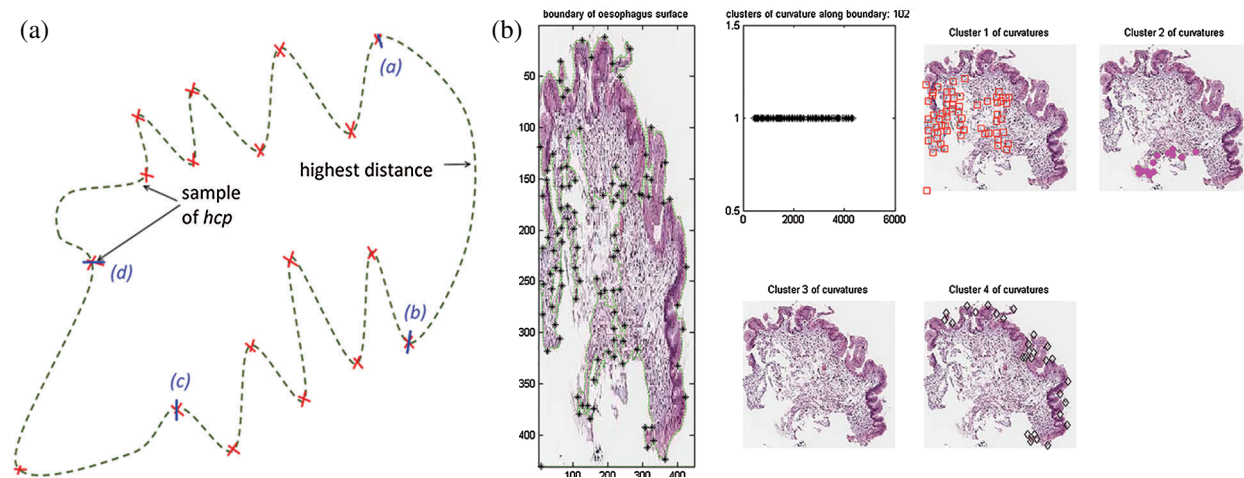 (a)
(a)
highest distance
sample
of hcp
(d)
(b)
(c)
(b)
boundary of oesophagus surface
50
100
150
200
250
300
350
400
100 200 300 400
clusters of curvature along boundary: 102
1.5
1
0.5
0 2000 4000 6000
Cluster 1 of curvatures
Cluster 2 of curvatures
Cluster 3 of curvatures
Cluster 4 of curvatures